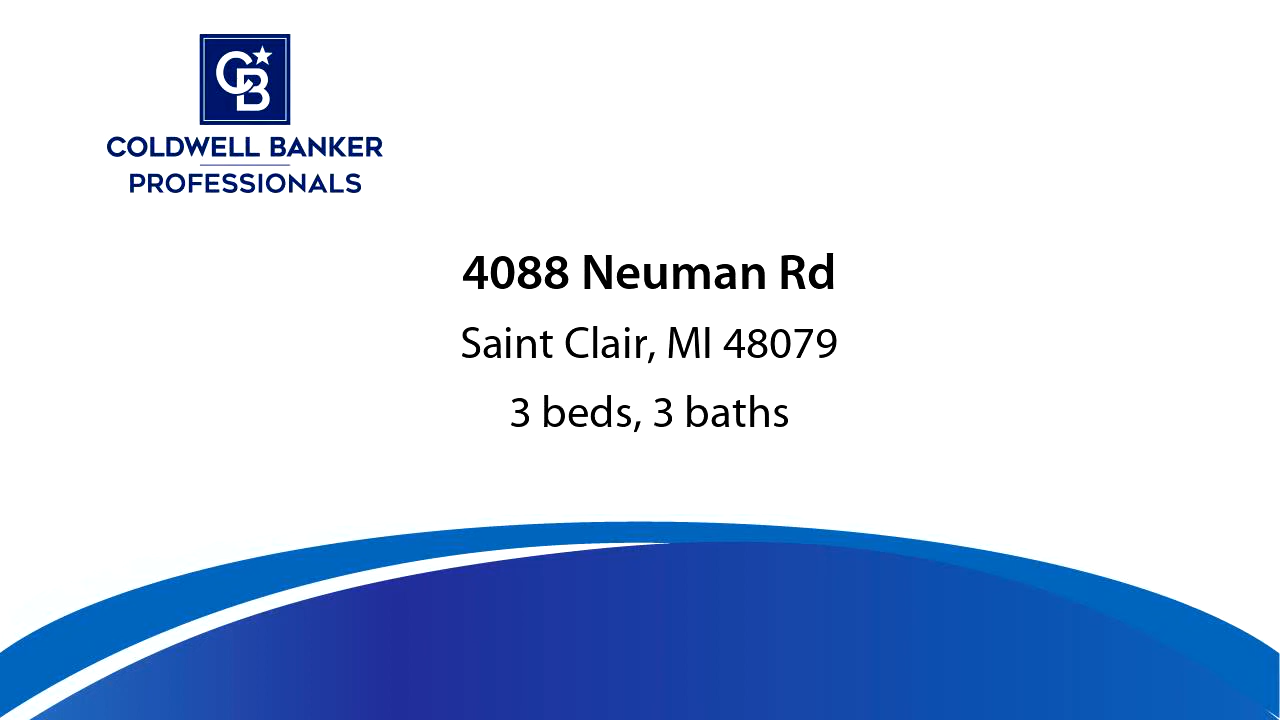 CB
COLDWELL BANKER
PROFESSIONALS
4088 Neuman Rd
Saint Clair, MI 48079
3 beds, 3 baths